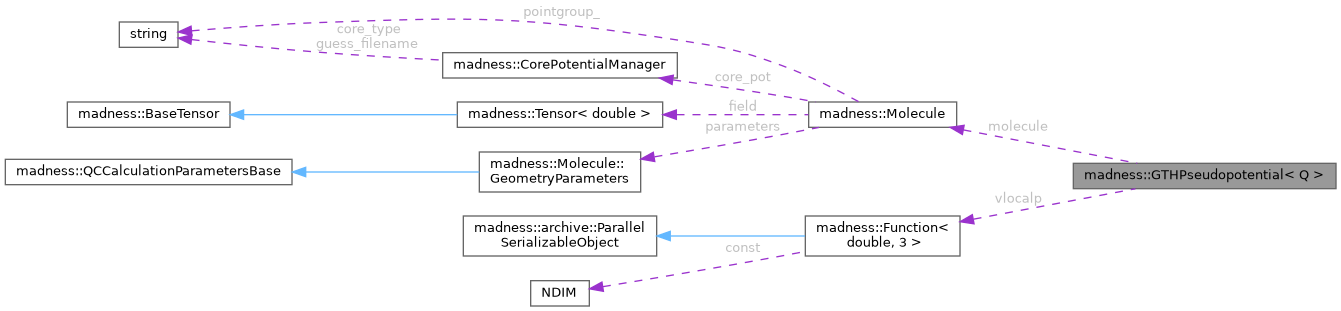 pointgroup_
string
core_type
guess_filename
madness::CorePotentialManager
core_pot
madness::BaseTensor
madness::Tensor< double >
field
madness::Molecule
parameters
molecule
madness::QCCalculationParametersBase
madness::Molecule::
GeometryParameters
madness::GTHPseudopotential< Q >
vlocalp
madness::archive::Parallel
SerializableObject
madness::Function<
double, 3 >
const
NDIM